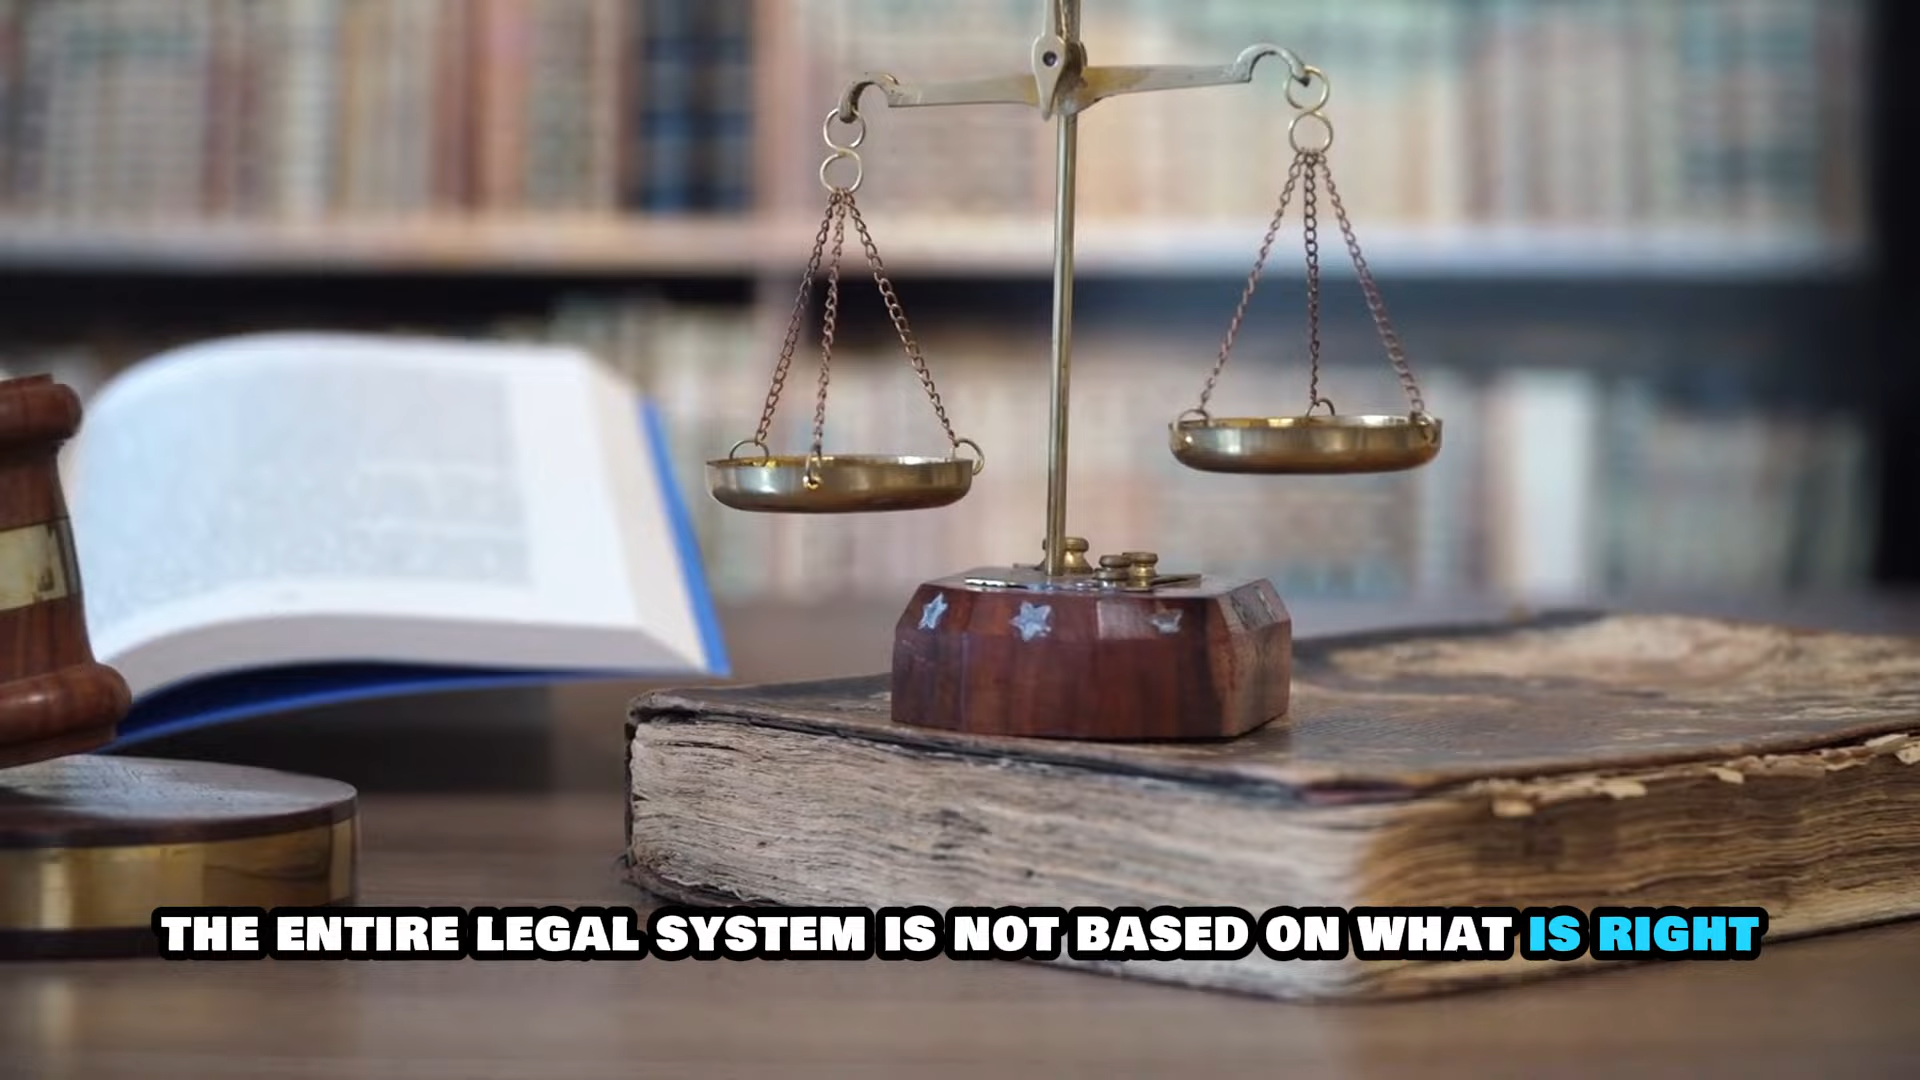 THE ENTIRE LEGAL SYSTEM IS NOT BASED ON WHAT IS RIGHT